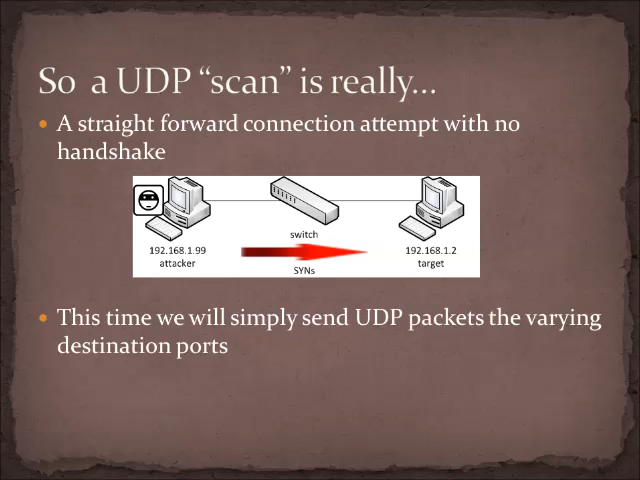 So a UDP “scan” is really...
A straight forward connection attempt with no
handshake
switch
192.168.1.99
attacker
192.168.1.2
target
SYNs
This time we will simply send UDP packets the varying
destination ports